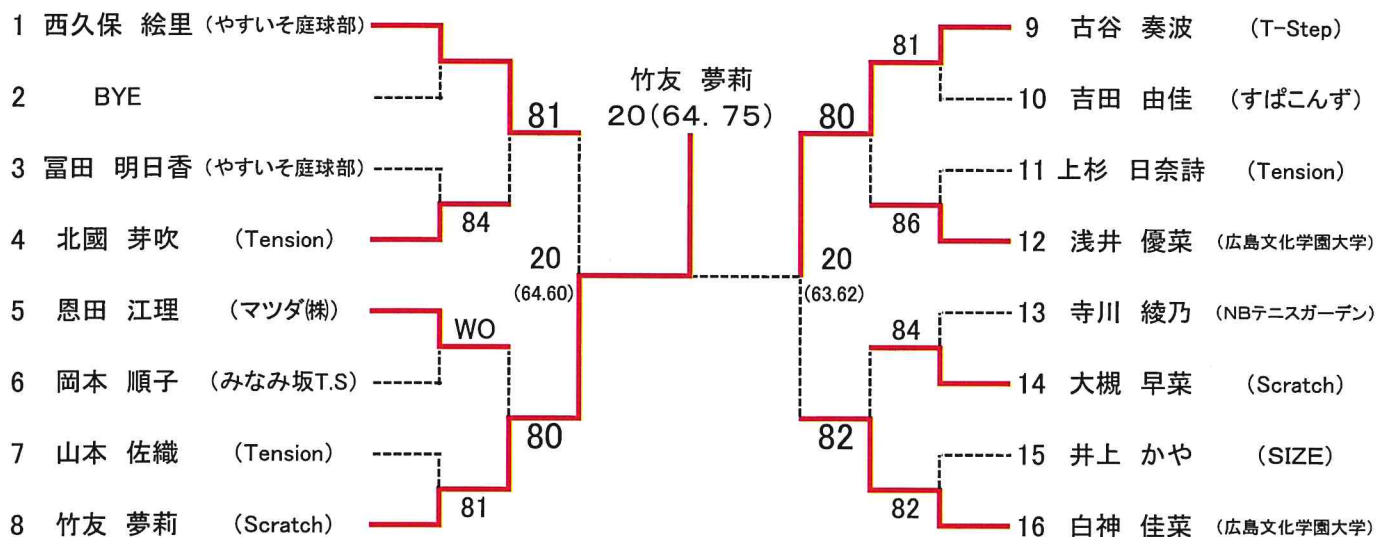 1 西久保 絵里 (やすいそ庭球部)
2 BYE
3 冨田 明日香 (やすいそ庭球部)
4 北國 芽吹 (Tension)
5 恩田 江理 (マツダ㈱)
6 岡本 順子 (みなみ坂T.S)
7 山本 佐織 (Tension)
8 竹友 夢莉 (Scratch)
84
WO
81
81
80
20
(64.60)
竹友 夢莉
20(64. 75)
80
20
(63.62)
82
81
86
84
82
9 古谷 奏波 (T-Step)
10 吉田 由佳 (すぱこんず)
11 上杉 日奈詩 (Tension)
12 浅井 優菜 (広島文化学園大学)
13 寺川 綾乃 (NBテニスガーデン)
14 大槻 早菜 (Scratch)
15 井上 かや (SIZE)
16 白神 佳菜 (広島文化学園大学)